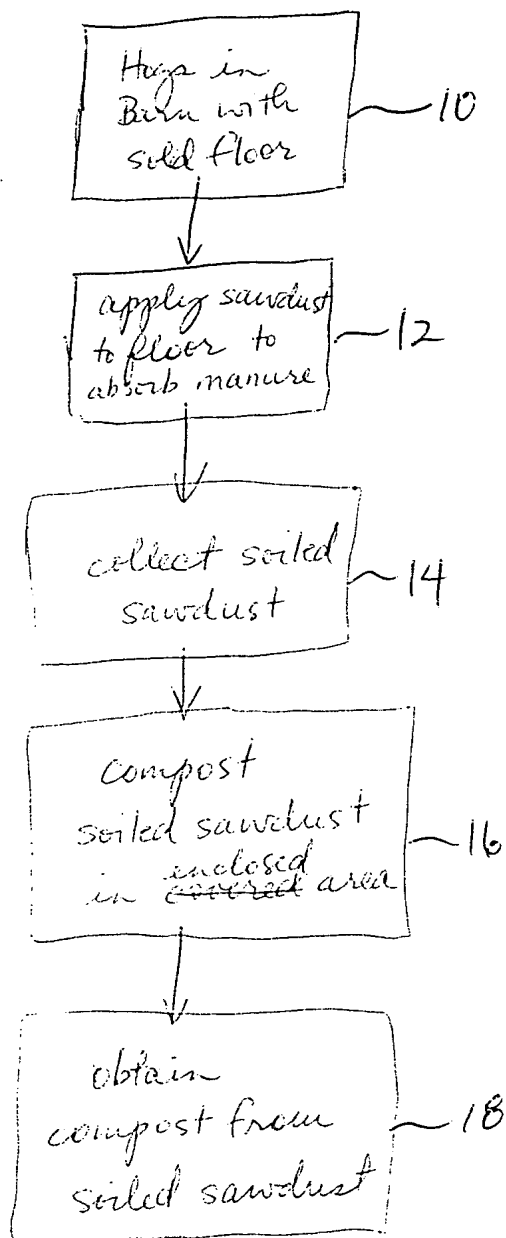 Hogs in
Barn with
solid floor
10
apply sawdust
to floor to
absorb manure
12
collect soiled
sawdust
14
compost
soiled sawdust
enclosed
in covered area
16
obtain
compost from
soiled sawdust
18